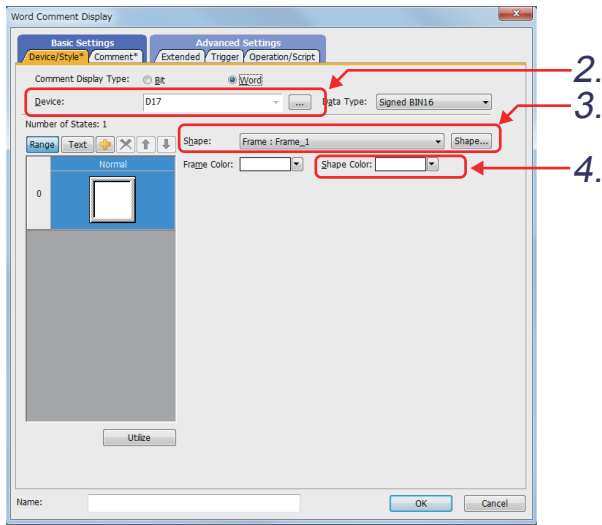 Word Comment Display
Basic Settings Advanced Settings
Device/Style* Comment* Extended Trigger Operation/Script
Comment Display Type: Bit Word
2.
Device: D17 ... Data Type: Signed BIN16
3.
Number of States: 1
Range Text Shape: Frame : Frame_1 Shape...
Normal Frame Color: Shape Color:
4.
0
Utilize
Name: OK Cancel